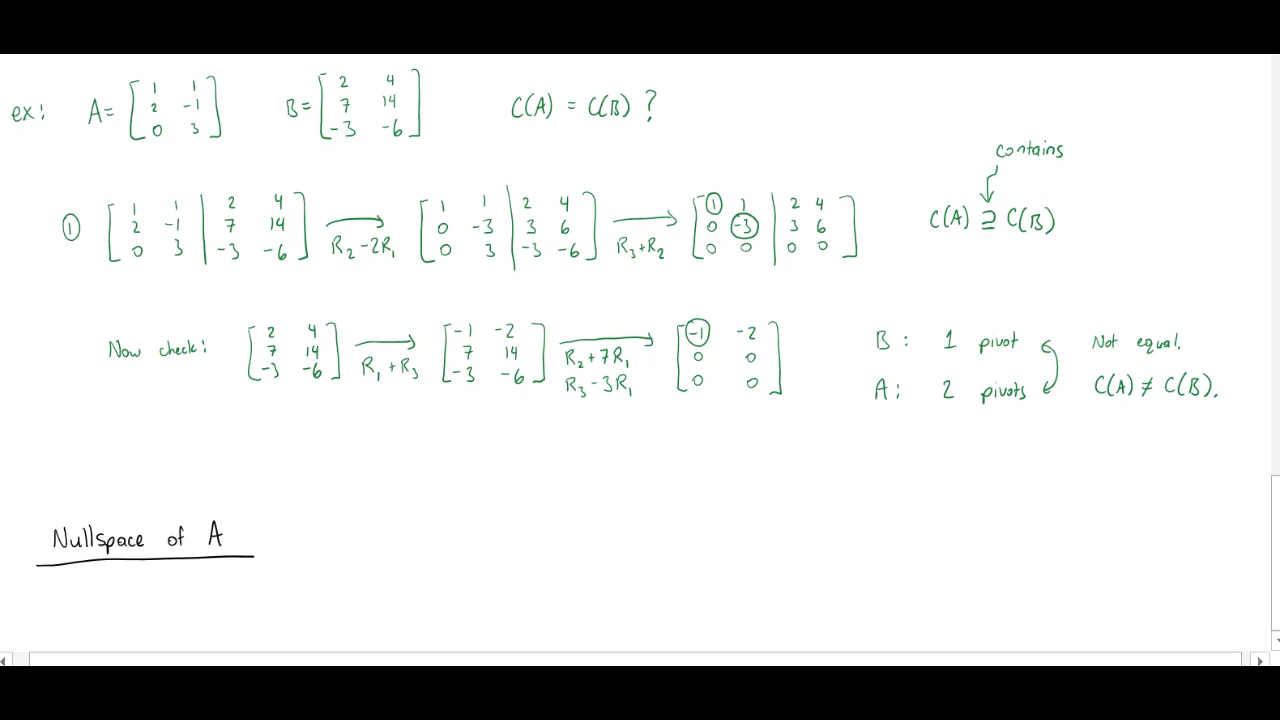 ex: A = [ 1 1 ; 2 -1 ; 0 3 ] B = [ 2 4 ; 7 14 ; -3 -6 ] C(A) = C(B) ?
contains
① [ 1 1 | 2 4 ; 2 -1 | 7 14 ; 0 3 | -3 -6 ] → R₂ - 2R₁ [ 1 1 | 2 4 ; 0 -3 | 3 6 ; 0 3 | -3 -6 ] → R₃ + R₂ [ 1 1 | 2 4 ; 0 -3 | 3 6 ; 0 0 | 0 0 ] C(A) ⊇ C(B)
Now check: [ 2 4 ; 7 14 ; -3 -6 ] → R₁ + R₃ [ -1 -2 ; 7 14 ; -3 -6 ] → R₂ + 7R₁ R₃ - 3R₁ [ -1 -2 ; 0 0 ; 0 0 ]
B: 1 pivot Not equal.
A: 2 pivots C(A) ≠ C(B).
Nullspace of A